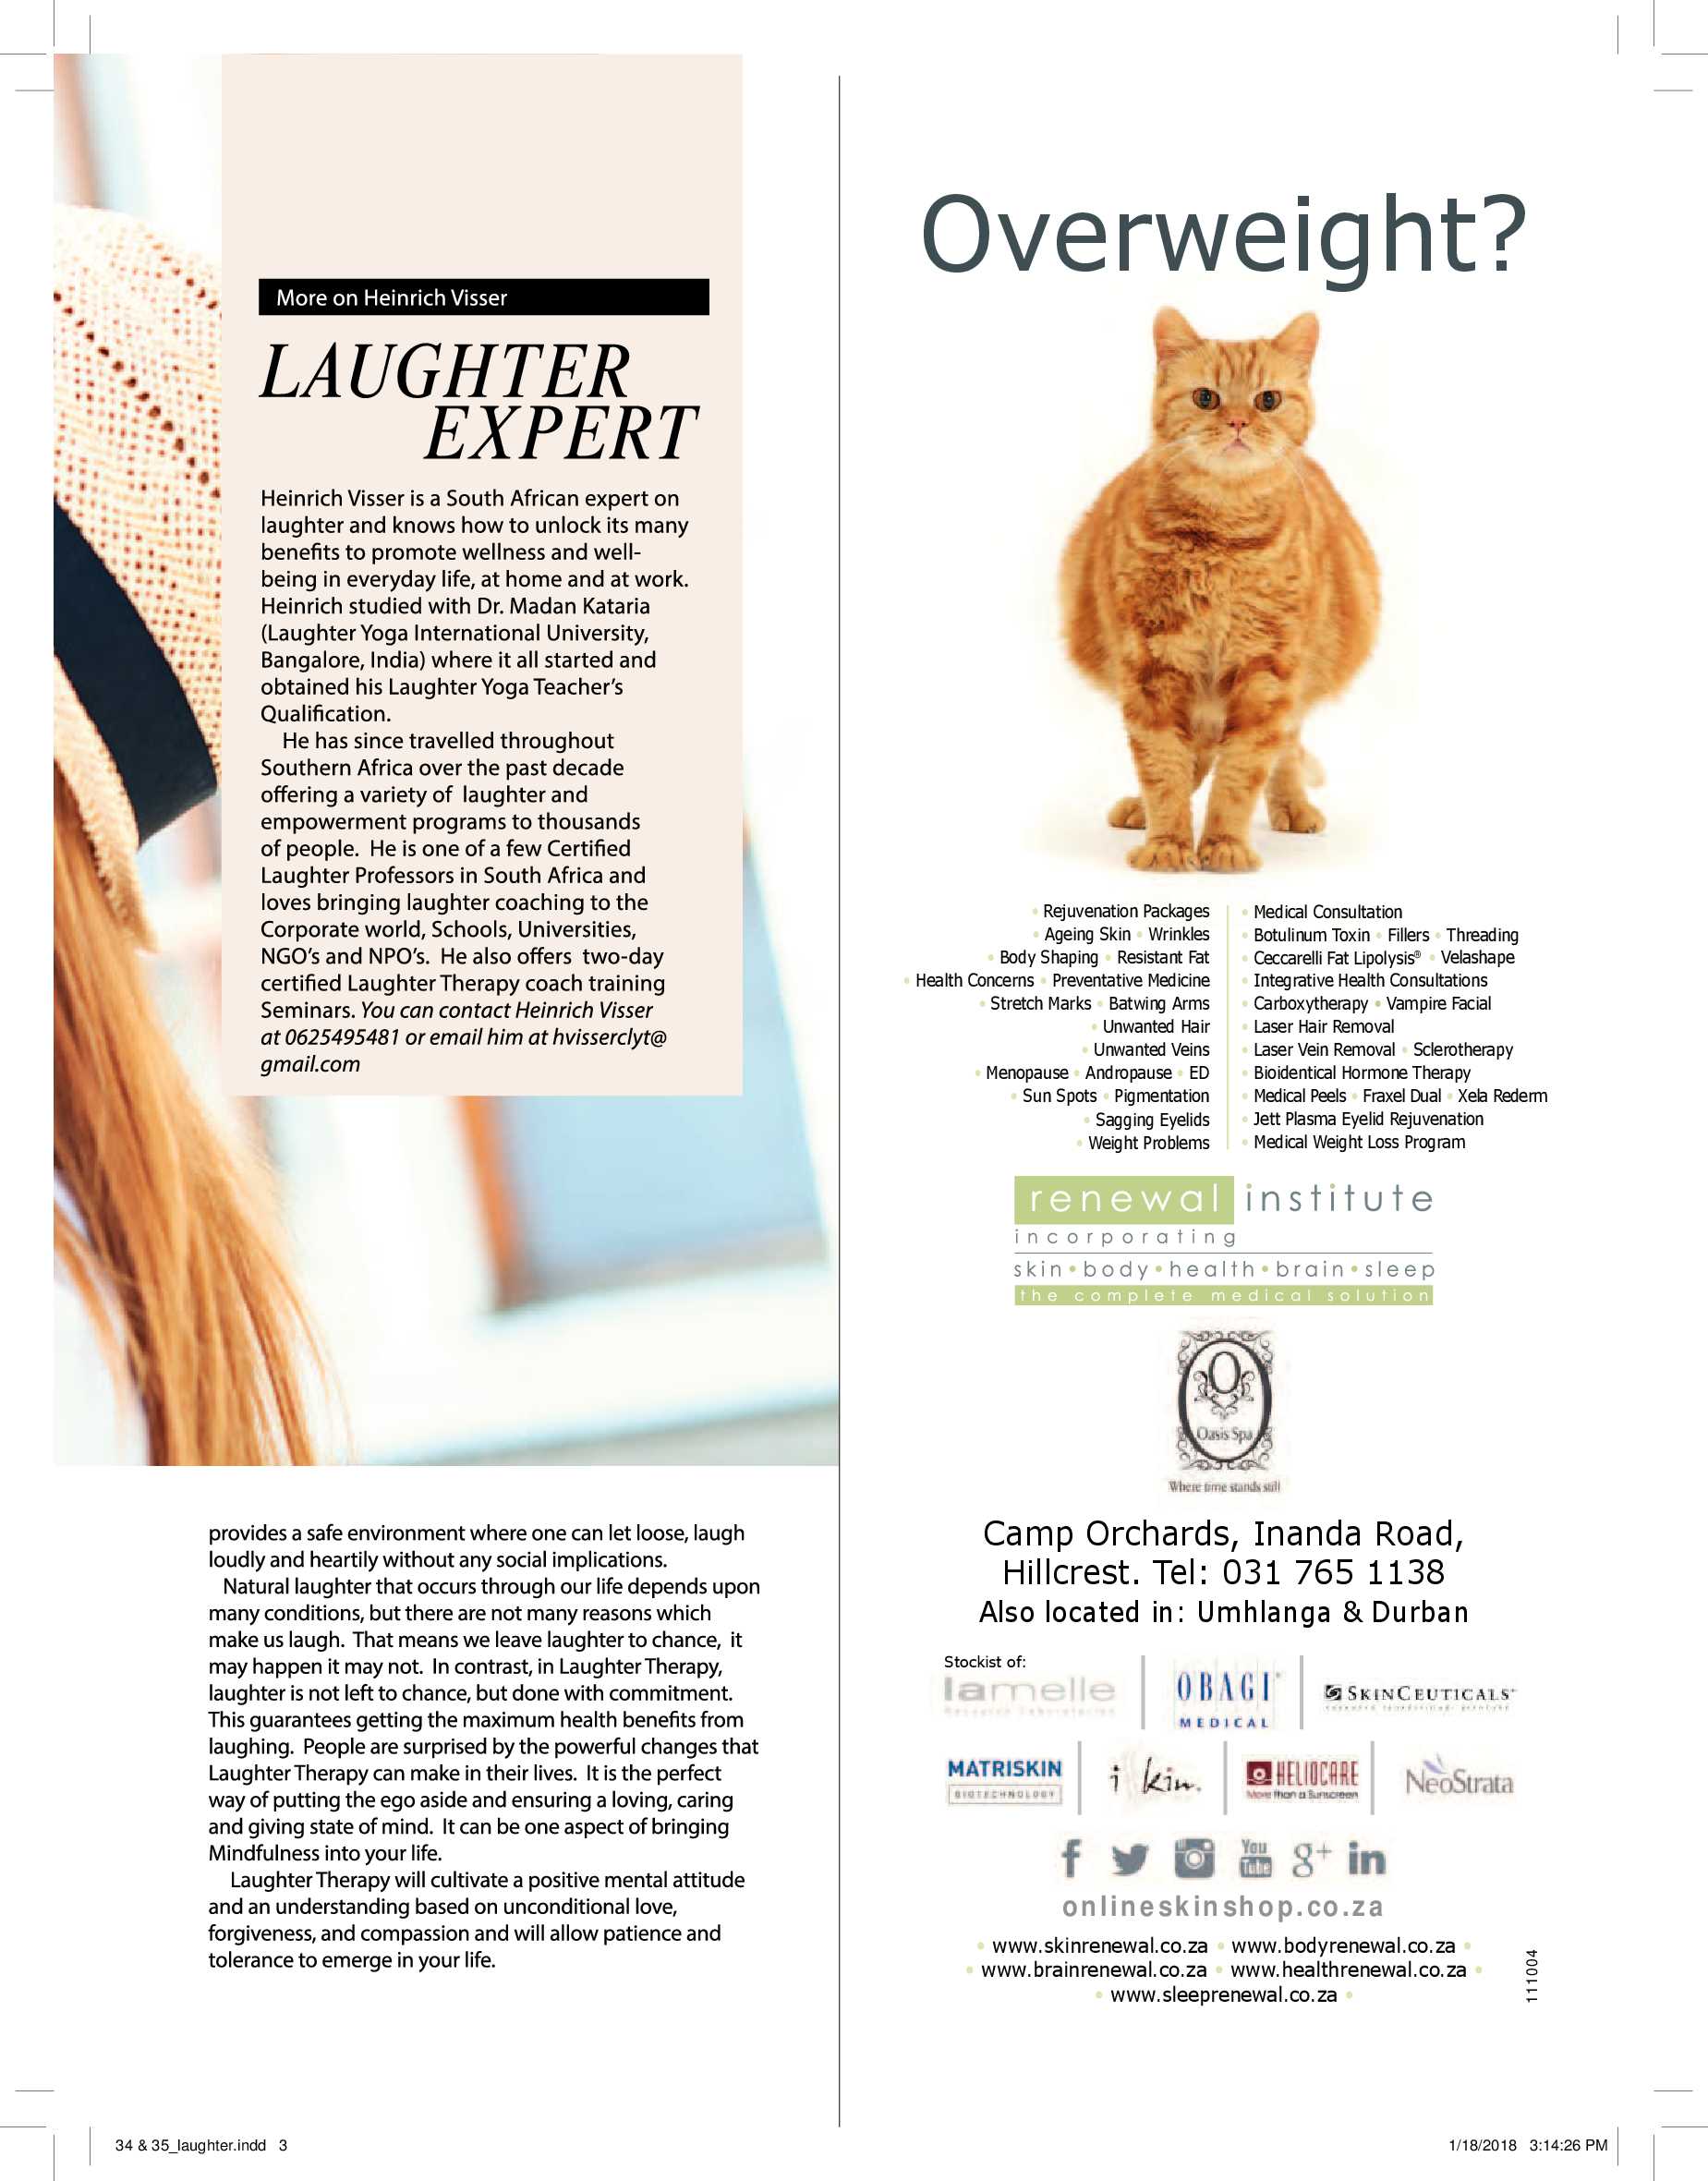 More on Heinrich Visser
LAUGHTER
EXPERT
Heinrich Visser is a South African expert on
laughter and knows how to unlock its many
benefits to promote wellness and well-
being in everyday life, at home and at work.
Heinrich studied with Dr. Madan Kataria
(Laughter Yoga International University,
Bangalore, India) where it all started and
obtained his Laughter Yoga Teacher’s
Qualification.
He has since travelled throughout
Southern Africa over the past decade
offering a variety of laughter and
empowerment programs to thousands
of people. He is one of a few Certified
Laughter Professors in South Africa and
loves bringing laughter coaching to the
Corporate world, Schools, Universities,
NGO’s and NPO’s. He also offers two-day
certified Laughter Therapy coach training
Seminars. You can contact Heinrich Visser
at 0625495481 or email him at hvisserclyt@
gmail.com
provides a safe environment where one can let loose, laugh
loudly and heartily without any social implications.
Natural laughter that occurs through our life depends upon
many conditions, but there are not many reasons which
make us laugh. That means we leave laughter to chance, it
may happen it may not. In contrast, in Laughter Therapy,
laughter is not left to chance, but done with commitment.
This guarantees getting the maximum health benefits from
laughing. People are surprised by the powerful changes that
Laughter Therapy can make in their lives. It is the perfect
way of putting the ego aside and ensuring a loving, caring
and giving state of mind. It can be one aspect of bringing
Mindfulness into your life.
Laughter Therapy will cultivate a positive mental attitude
and an understanding based on unconditional love,
forgiveness, and compassion and will allow patience and
tolerance to emerge in your life.
Overweight?
• Rejuvenation Packages
• Ageing Skin • Wrinkles
• Body Shaping • Resistant Fat
• Health Concerns • Preventative Medicine
• Stretch Marks • Batwing Arms
• Unwanted Hair
• Unwanted Veins
• Menopause • Andropause • ED
• Sun Spots • Pigmentation
• Sagging Eyelids
• Weight Problems
• Medical Consultation
• Botulinum Toxin • Fillers • Threading
• Ceccarelli Fat Lipolysis® • Velashape
• Integrative Health Consultations
• Carboxytherapy • Vampire Facial
• Laser Hair Removal
• Laser Vein Removal • Sclerotherapy
• Bioidentical Hormone Therapy
• Medical Peels • Fraxel Dual • Xela Rederm
• Jett Plasma Eyelid Rejuvenation
• Medical Weight Loss Program
renewal institute
incorporating
skin • body • health • brain • sleep
the complete medical solution
O
Oasis Spa
Where time stands still
Camp Orchards, Inanda Road,
Hillcrest. Tel: 031 765 1138
Also located in: Umhlanga & Durban
Stockist of:
lamelle
Research Laboratories
OBAGI®
MEDICAL
SKINCEUTICALS
MATRISKIN
BIOTECHNOLOGY
kin.
HELIOCARE
More than a Sunscreen
NeoStrata
f You Tube g+ in
onlineskinshop.co.za
• www.skinrenewal.co.za • www.bodyrenewal.co.za •
• www.brainrenewal.co.za • www.healthrenewal.co.za •
• www.sleeprenewal.co.za •
111004
34 & 35_laughter.indd 3
1/18/2018 3:14:26 PM